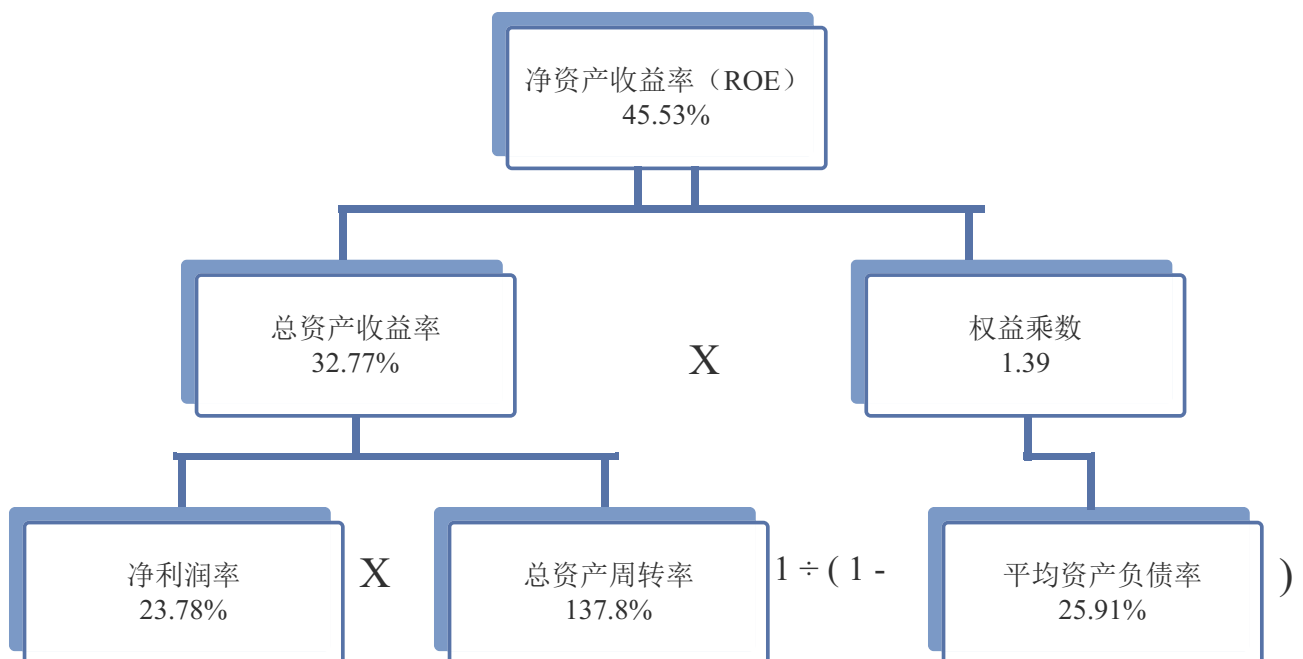 净资产收益率（ROE）
45.53%
总资产收益率
32.77%
X
权益乘数
1.39
净利润率
23.78%
X
总资产周转率
137.8%
1 ÷ ( 1 -
平均资产负债率
25.91%
)